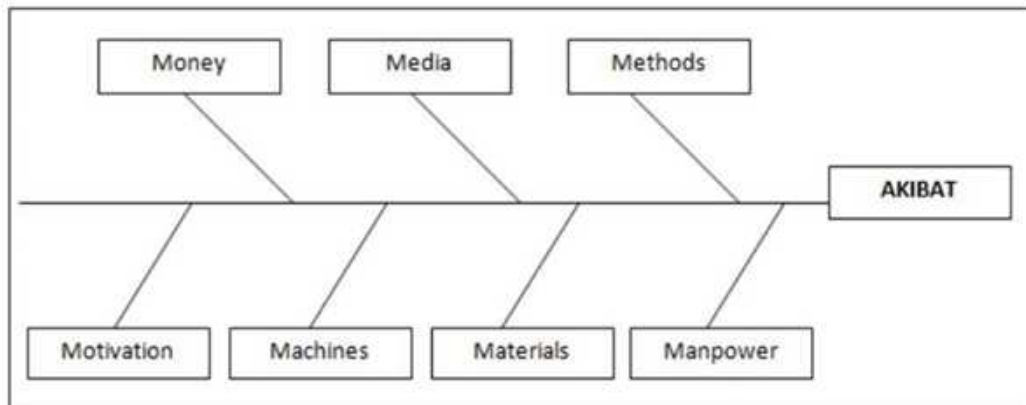 Money
Media
Methods
AKIBAT
Motivation
Machines
Materials
Manpower